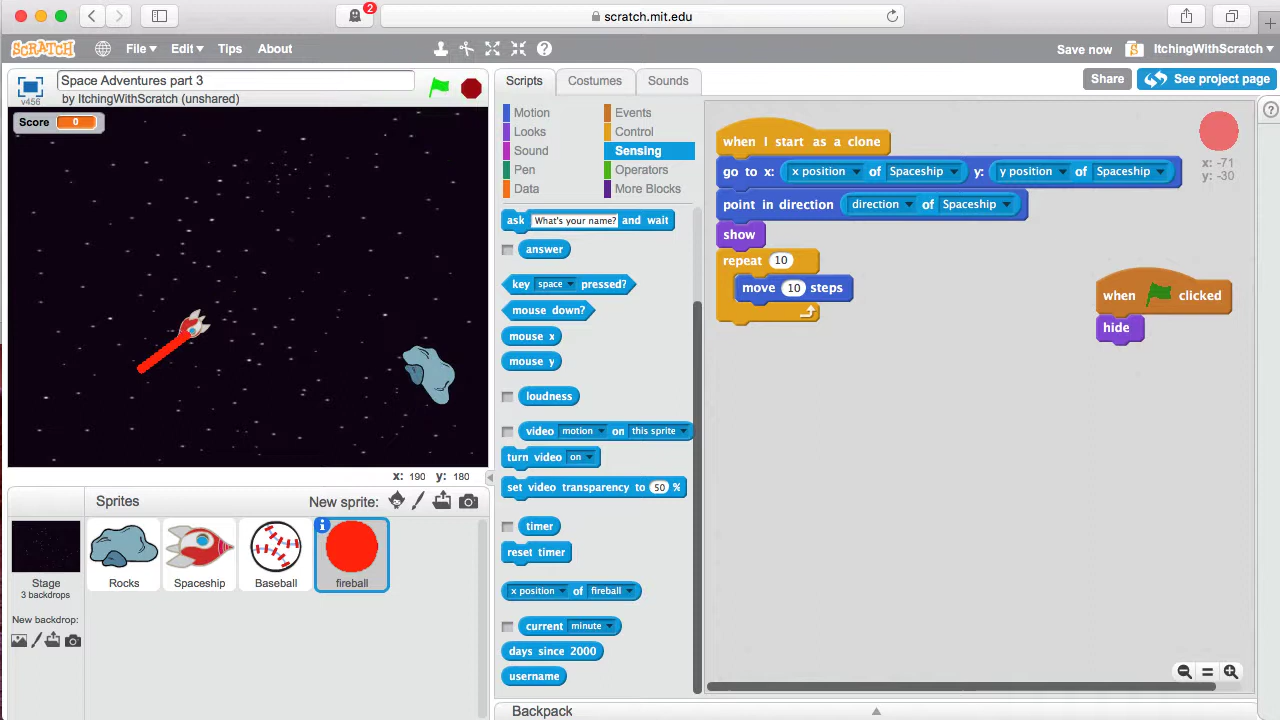 2
scratch.mit.edu
SCRATCH File Edit Tips About Save now ItchingWithScratch
v456
Space Adventures part 3
by ItchingWithScratch (unshared)
Scripts Costumes Sounds
Share See project page
Score 0
Motion Events
Looks Control
Sound Sensing
Pen Operators
Data More Blocks
ask What's your name? and wait
answer
key space pressed?
mouse down?
mouse x
mouse y
loudness
video motion on this sprite
turn video on
set video transparency to 50 %
timer
reset timer
x position of fireball
current minute
days since 2000
username
when I start as a clone
go to x: x position of Spaceship y: y position of Spaceship
point in direction direction of Spaceship
show
repeat 10
move 10 steps
x: -71
y: -30
when clicked
hide
x: 190 y: 180
Sprites New sprite:
Stage
3 backdrops
New backdrop:
Rocks
Spaceship
Baseball
fireball
Backpack